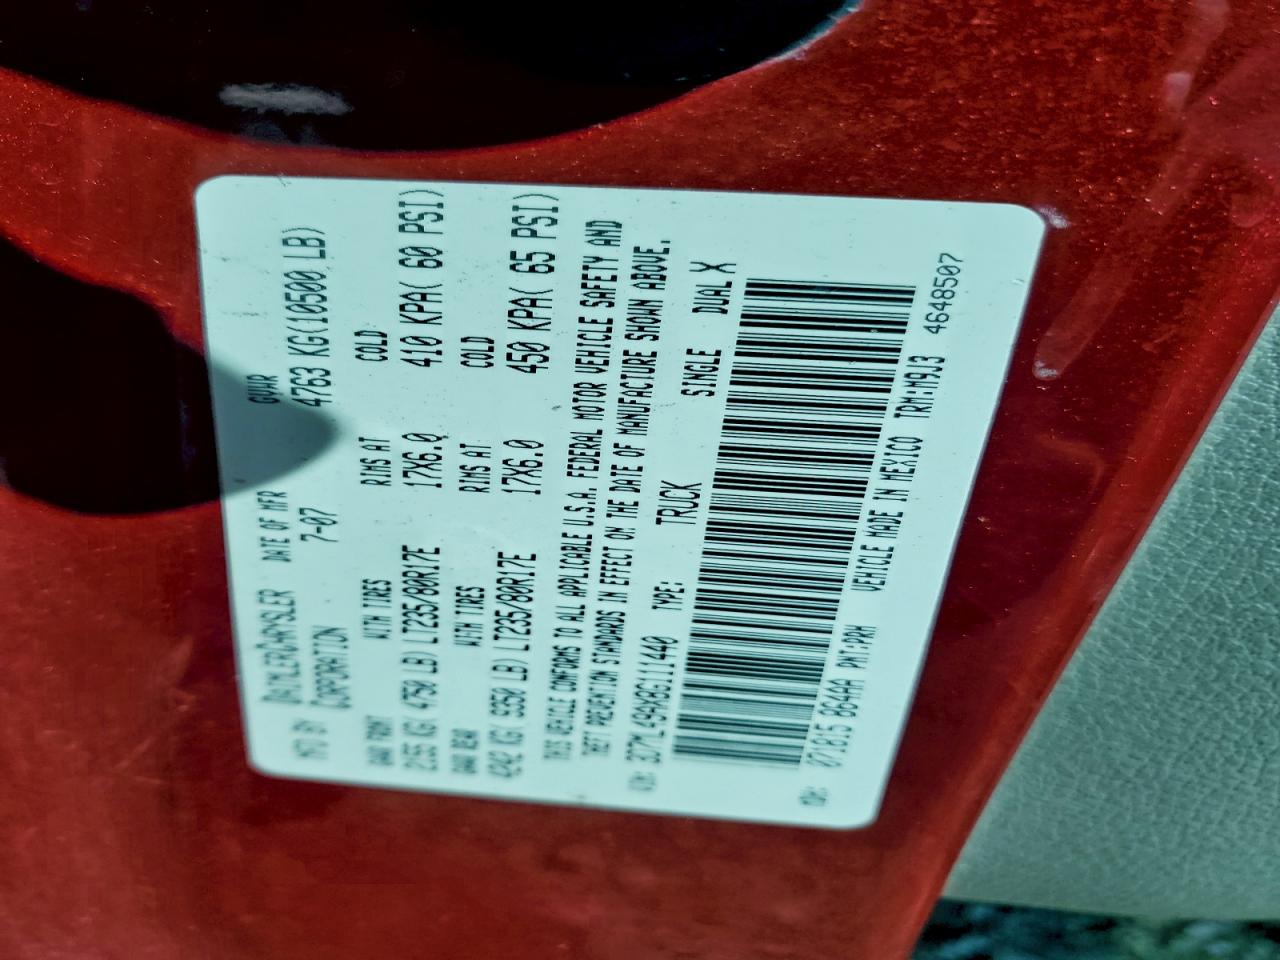 MFD BY DAIMLERCHRYSLER CORPORATION DATE OF MFR 7-07 GVWR 4763 KG(10500 LB)
GAWR FRONT WITH TIRES RIMS AT COLD
2155 KG( 4750 LB) LT235/80R17E 17X6.0 410 KPA( 60 PSI)
GAWR REAR WITH TIRES RIMS AT COLD
4242 KG( 9350 LB) LT235/80R17E 17X6.0 450 KPA( 65 PSI)
THIS VEHICLE CONFORMS TO ALL APPLICABLE U.S.A. FEDERAL MOTOR VEHICLE SAFETY AND
THEFT PREVENTION STANDARDS IN EFFECT ON THE DATE OF MANUFACTURE SHOWN ABOVE.
TYPE: TRUCK SINGLE DUAL X
071815 864AA PNT:PRH VEHICLE MADE IN MEXICO TRM:M9J3 4648507